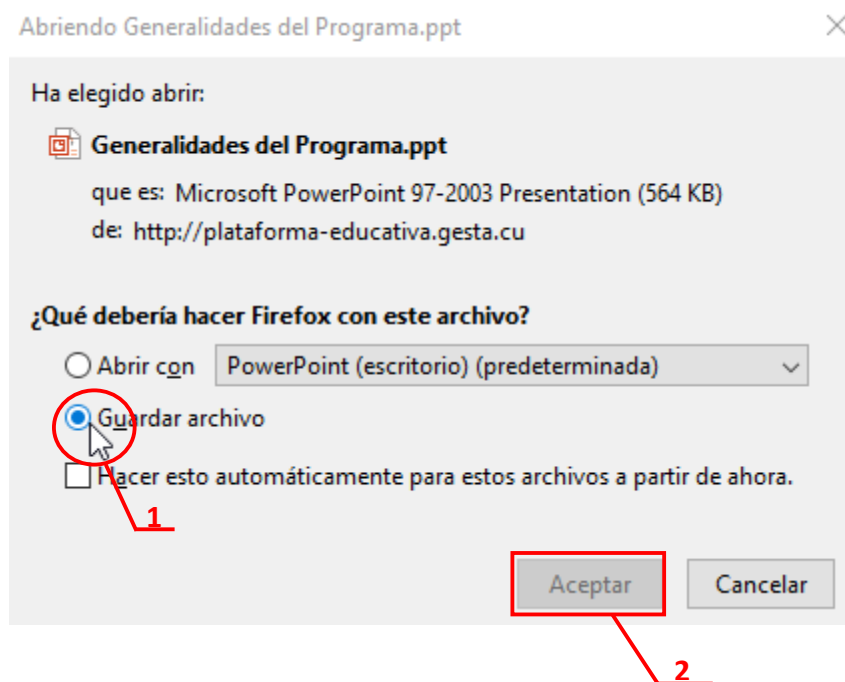 Abriendo Generalidades del Programa.ppt
Ha elegido abrir:
Generalidades del Programa.ppt
que es: Microsoft PowerPoint 97-2003 Presentation (564 KB)
de: http://plataforma-educativa.gesta.cu
¿Qué debería hacer Firefox con este archivo?
Abrir con PowerPoint (escritorio) (predeterminada)
Guardar archivo
Hacer esto automáticamente para estos archivos a partir de ahora.
1
Aceptar Cancelar
2